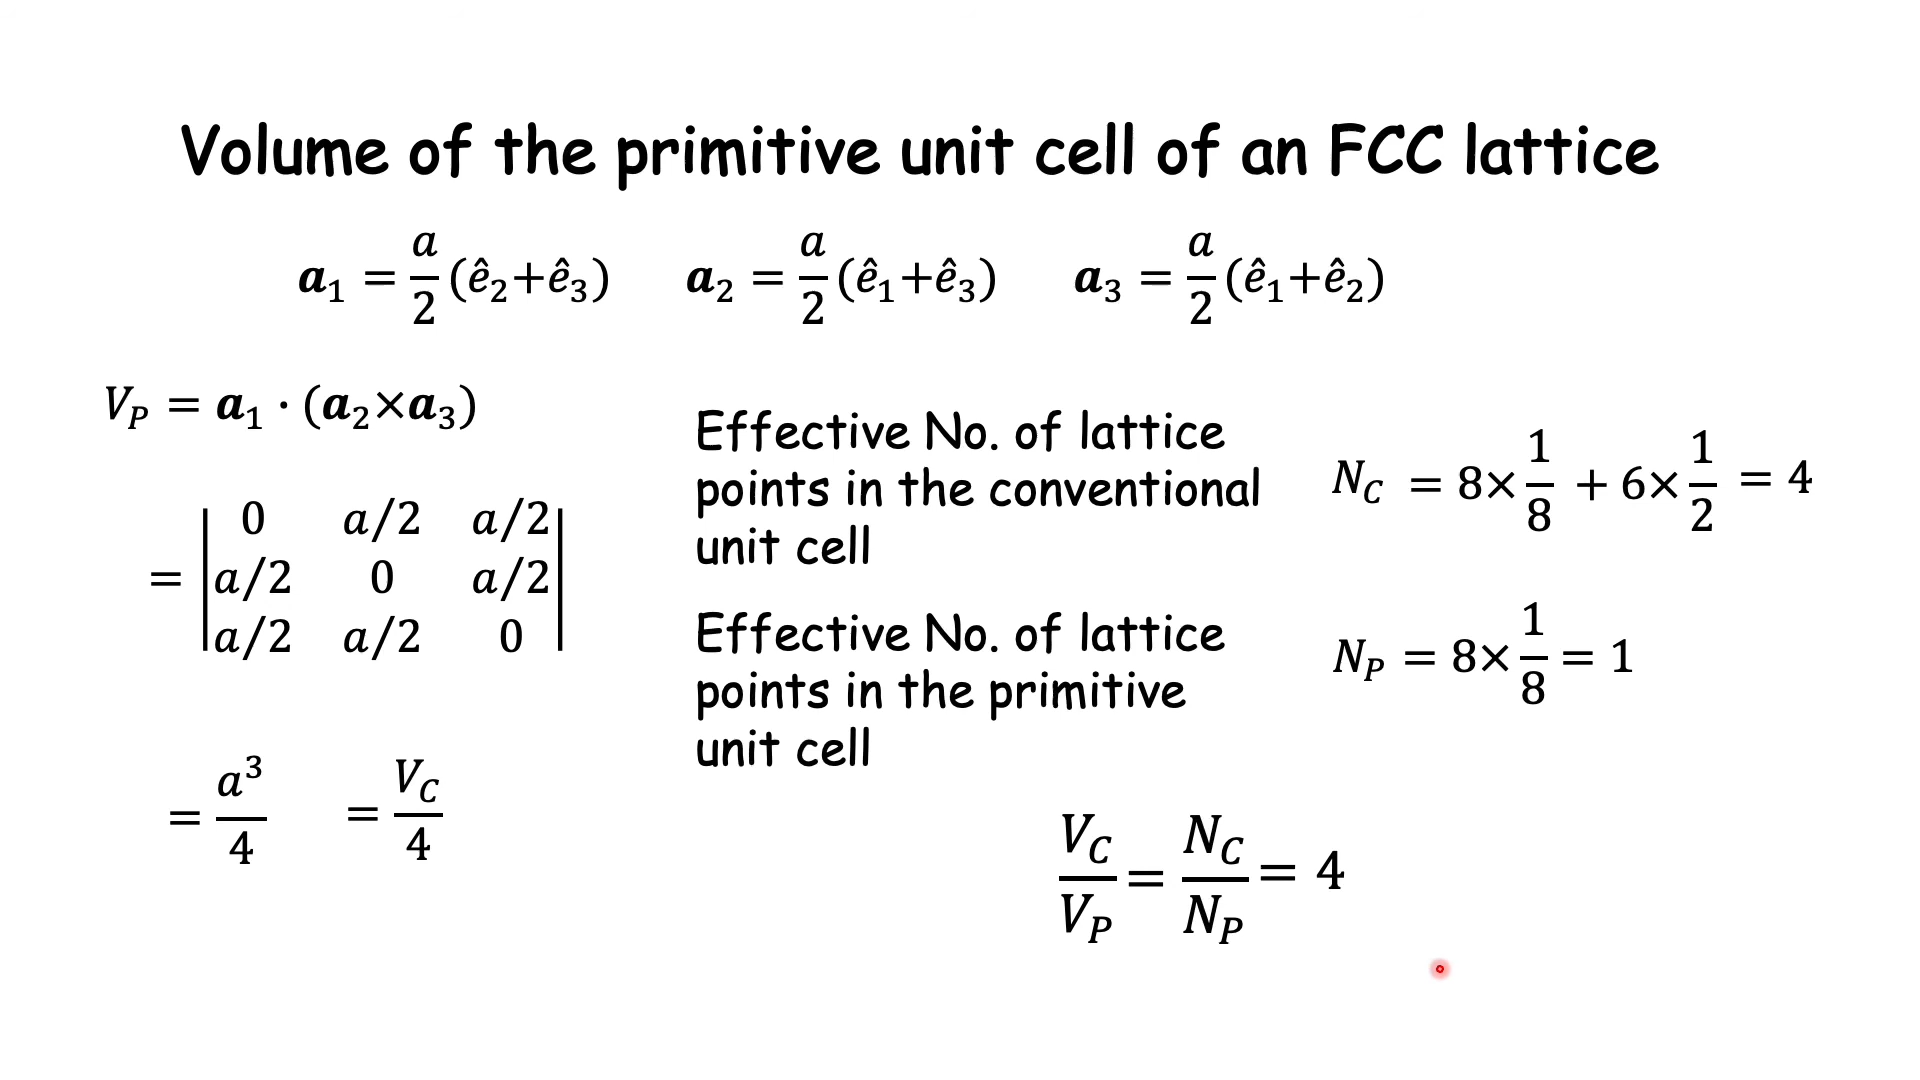 Volume of the primitive unit cell of an FCC lattice
𝒂₁ = a/2 (ê₂+ê₃) 𝒂₂ = a/2 (ê₁+ê₃) 𝒂₃ = a/2 (ê₁+ê₂)
V_P = 𝒂₁ · (𝒂₂×𝒂₃)
= | 0 a/2 a/2 |
| a/2 0 a/2 |
| a/2 a/2 0 |
= a³/4 = V_C/4
Effective No. of lattice
points in the conventional
unit cell
N_C = 8×1/8 + 6×1/2 = 4
Effective No. of lattice
points in the primitive
unit cell
N_P = 8×1/8 = 1
V_C/V_P = N_C/N_P = 4